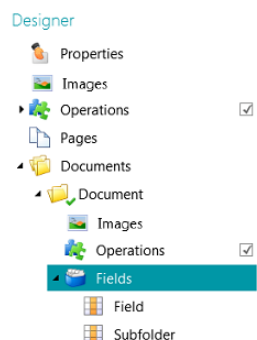 Designer
Properties
Images
Operations
Pages
Documents
Document
Images
Operations
Fields
Field
Subfolder